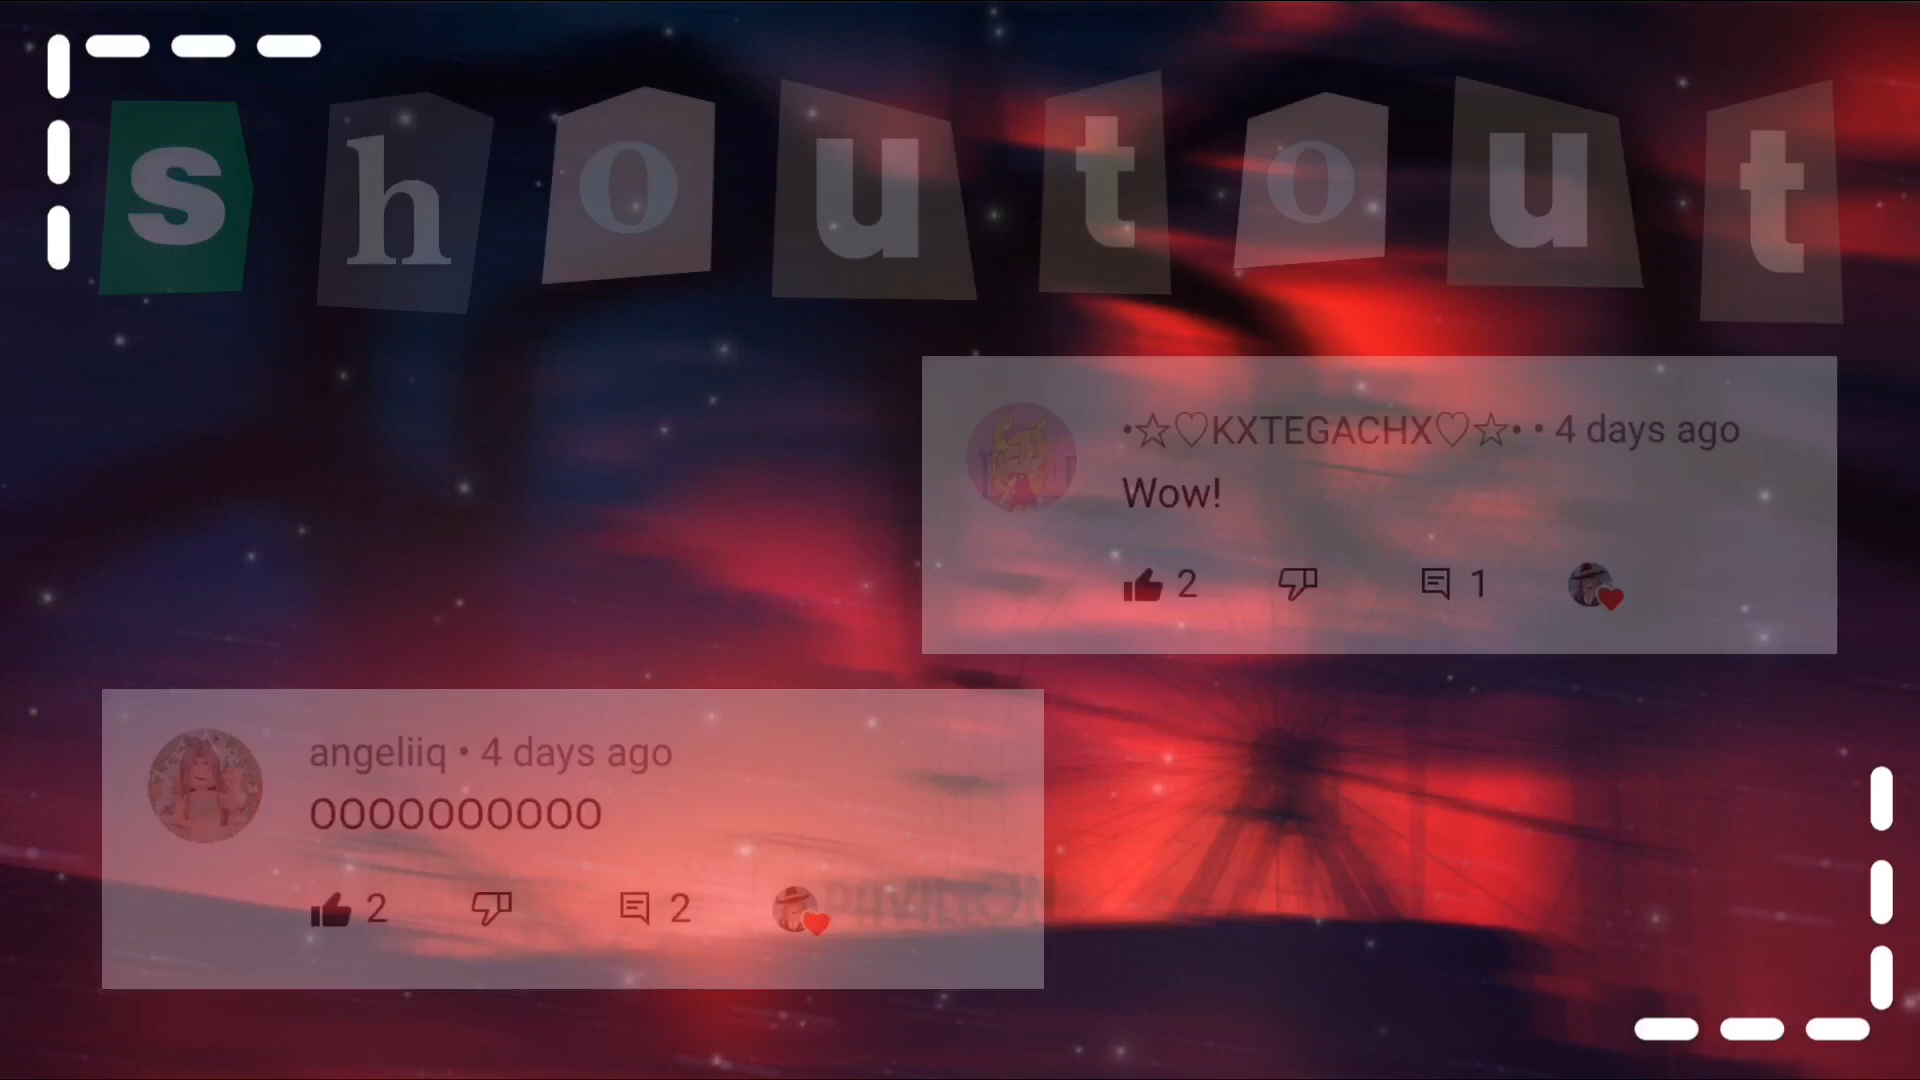 shoutout
•☆♡KXTEGACHX♡☆• • 4 days ago
Wow!
2
1
angeliiq • 4 days ago
OOOOOOOOOO
2
2